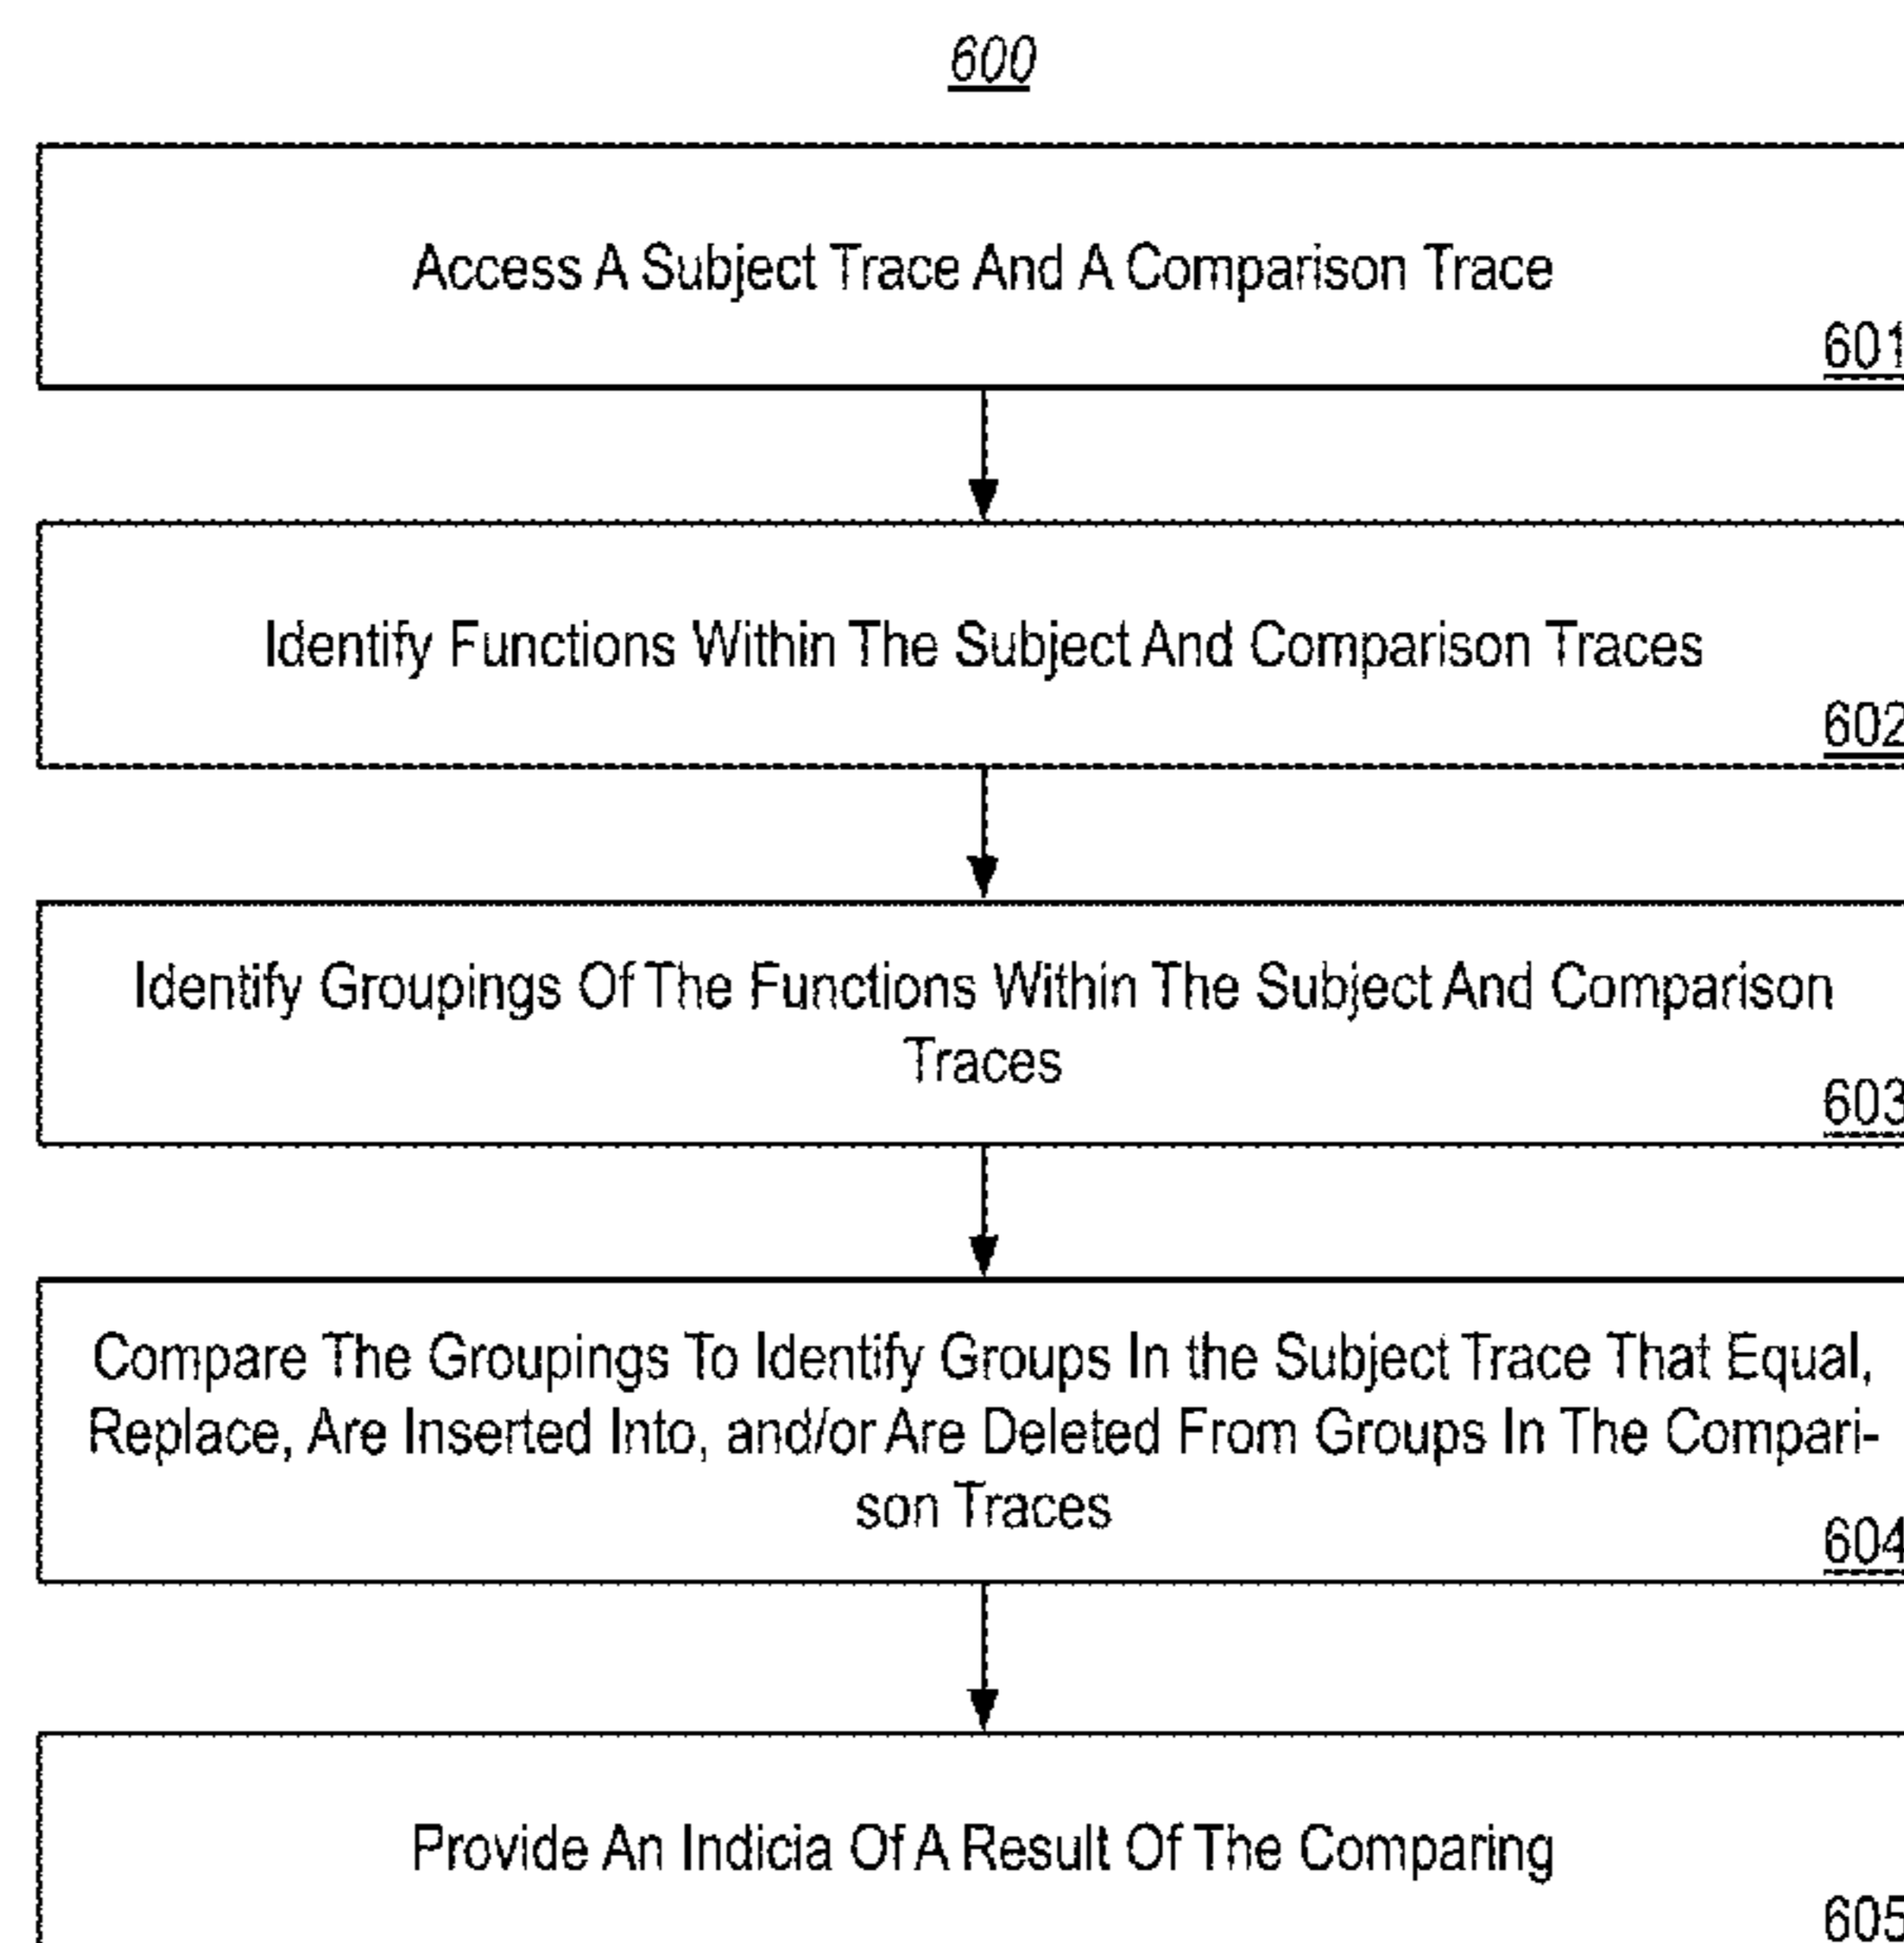 600
Access A Subject Trace And A Comparison Trace
601
Identify Functions Within The Subject And Comparison Traces
602
Identify Groupings Of The Functions Within The Subject And Comparison
Traces
603
Compare The Groupings To Identify Groups In the Subject Trace That Equal,
Replace, Are Inserted Into, and/or Are Deleted From Groups In The Compari-
son Traces
604
Provide An Indicia Of A Result Of The Comparing
605